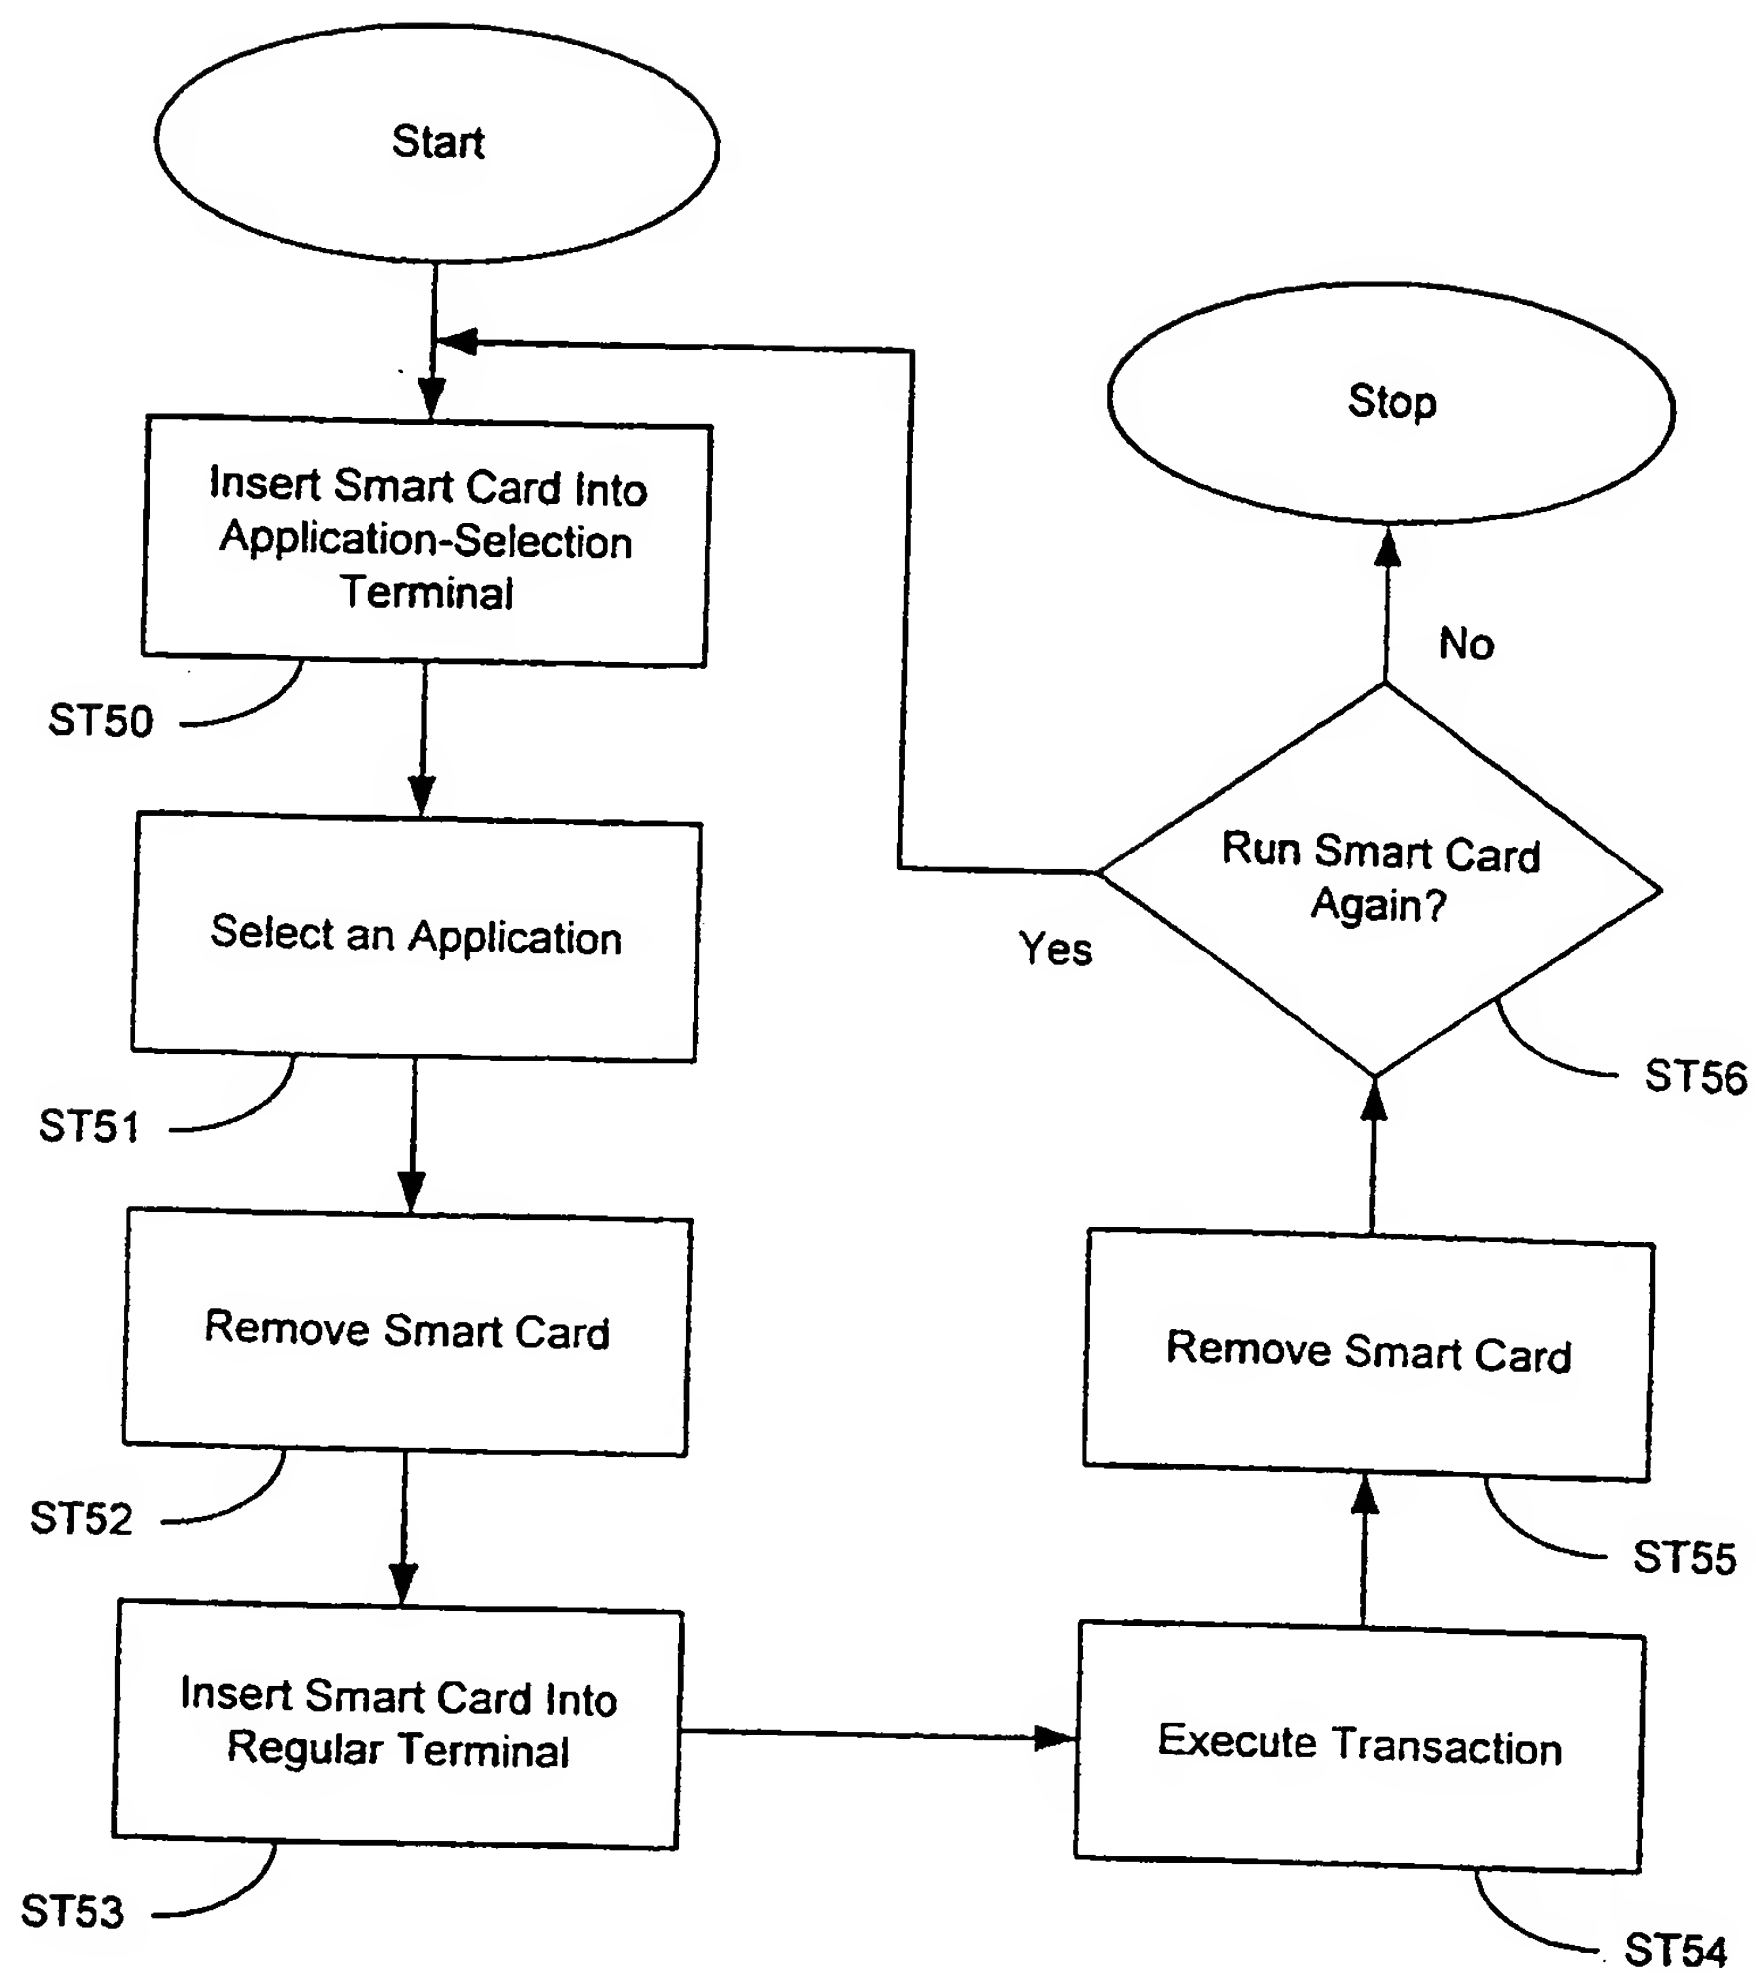 Start
Insert Smart Card Into
Application-Selection
Terminal
ST50
Select an Application
ST51
Remove Smart Card
ST52
Insert Smart Card Into
Regular Terminal
ST53
Execute Transaction
ST54
Remove Smart Card
ST55
Run Smart Card
Again?
ST56
Yes
No
Stop